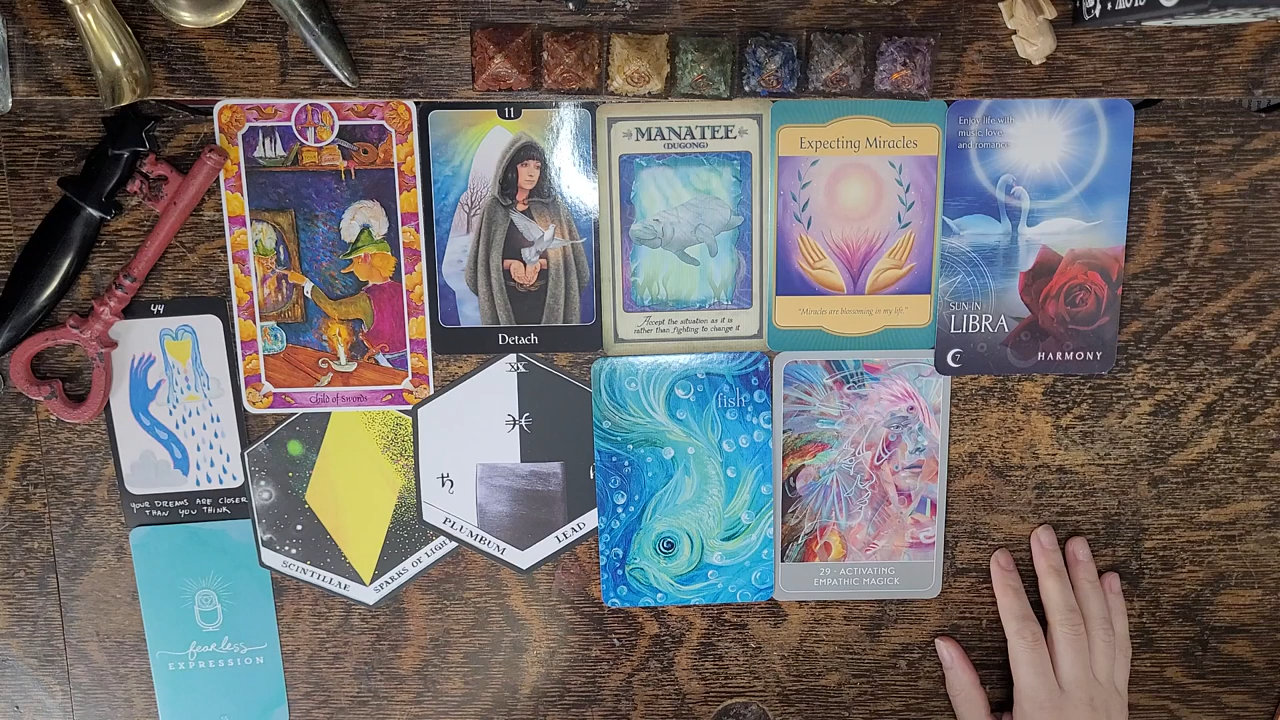 11
MANATEE
(DUGONG)
Expecting Miracles
Enjoy life with
music, love
and romance
44
Detach
Accept the situation as it is
rather than fighting to change it
"Miracles are blossoming in my life."
SUN IN
LIBRA
7
HARMONY
Child of Swords
XX
fish
YOUR DREAMS ARE CLOSER
THAN YOU THINK
SCINTILLAE
SPARKS OF LIGHT
PLUMBUM
LEAD
29 - ACTIVATING
EMPATHIC MAGICK
fearless
EXPRESSION